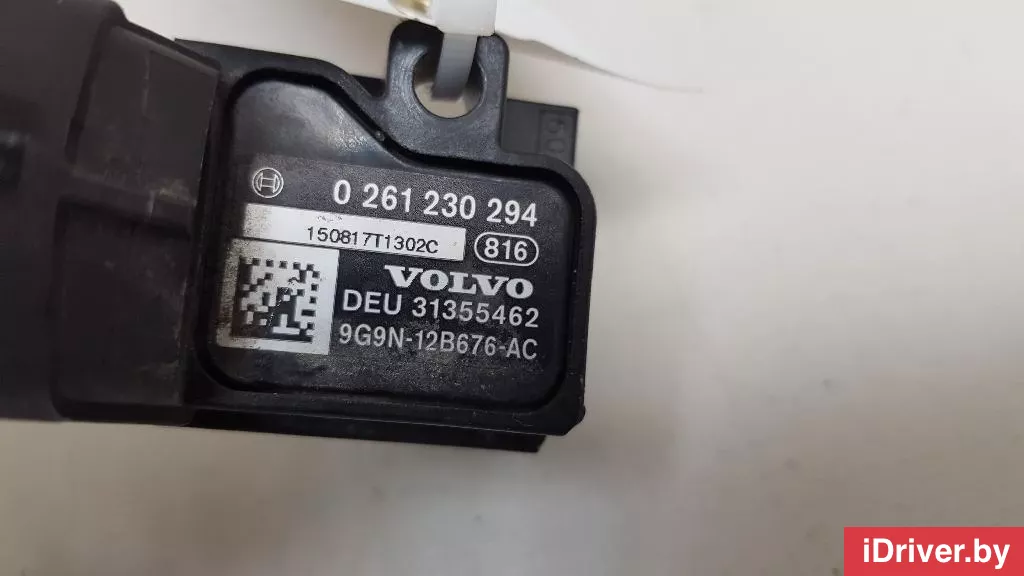 0 261 230 294
150817T1302C
816
VOLVO
DEU 31355462
9G9N-12B676-AC
iDriver.by